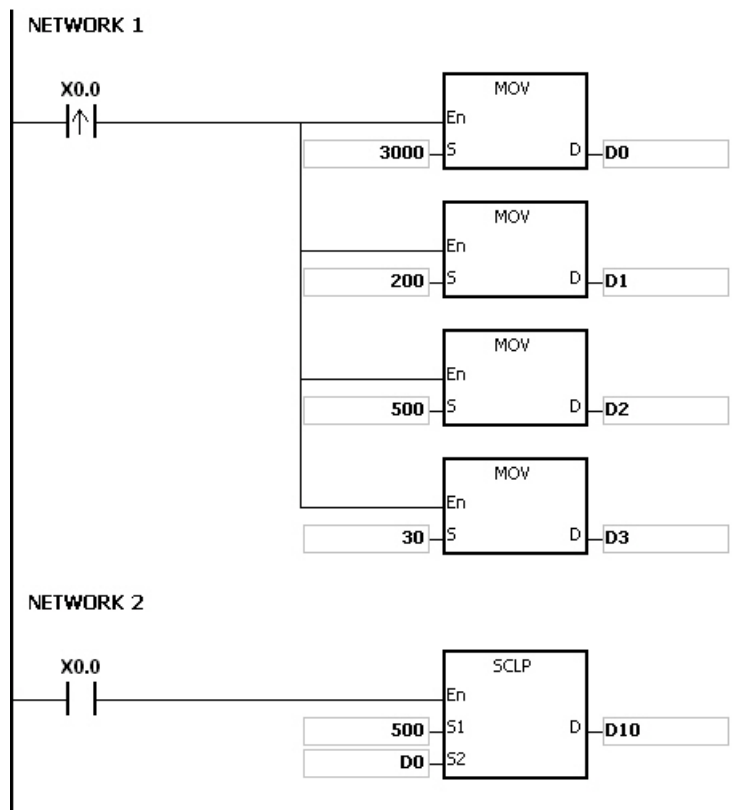 NETWORK 1
X0.0
MOV
En
3000 S D D0
MOV
En
200 S D D1
MOV
En
500 S D D2
MOV
En
30 S D D3
NETWORK 2
X0.0
SCLP
En
500 S1 D D10
D0 S2